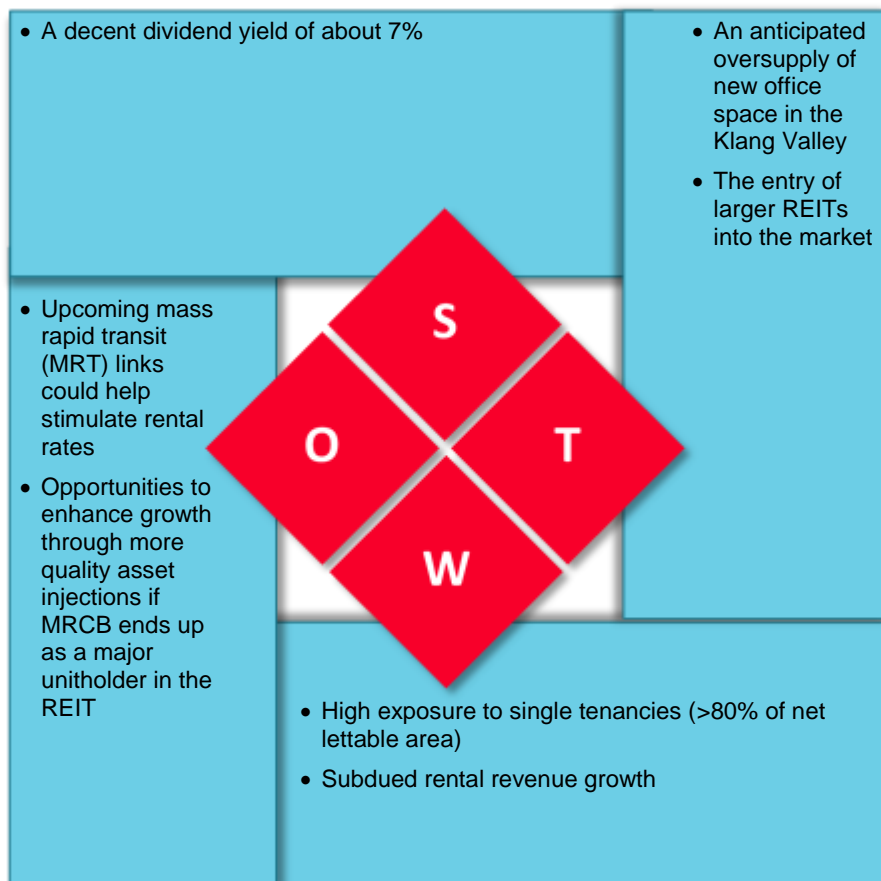 • A decent dividend yield of about 7%
• An anticipated
oversupply of
new office
space in the
Klang Valley
• The entry of
larger REITs
into the market
• Upcoming mass
rapid transit
(MRT) links
could help
stimulate rental
rates
• Opportunities to
enhance growth
through more
quality asset
injections if
MRCB ends up
as a major
unitholder in the
REIT
S
O
T
W
• High exposure to single tenancies (>80% of net
lettable area)
• Subdued rental revenue growth